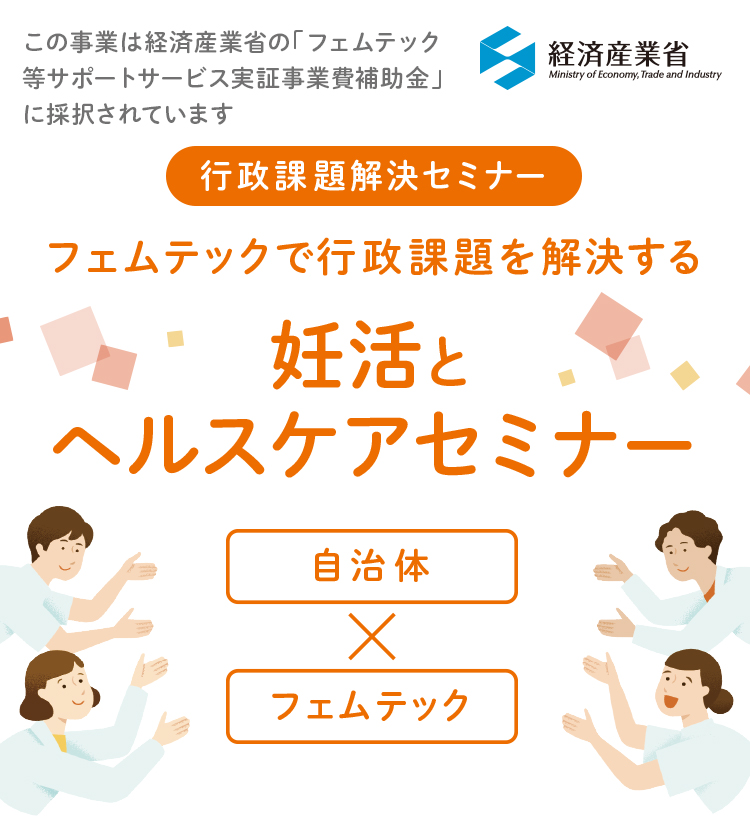 この事業は経済産業省の「フェムテック
等サポートサービス実証事業費補助金」
に採択されています
経済産業省
Ministry of Economy, Trade and Industry
行政課題解決セミナー
フェムテックで行政課題を解決する
妊活と
ヘルスケアセミナー
自治体
×
フェムテック